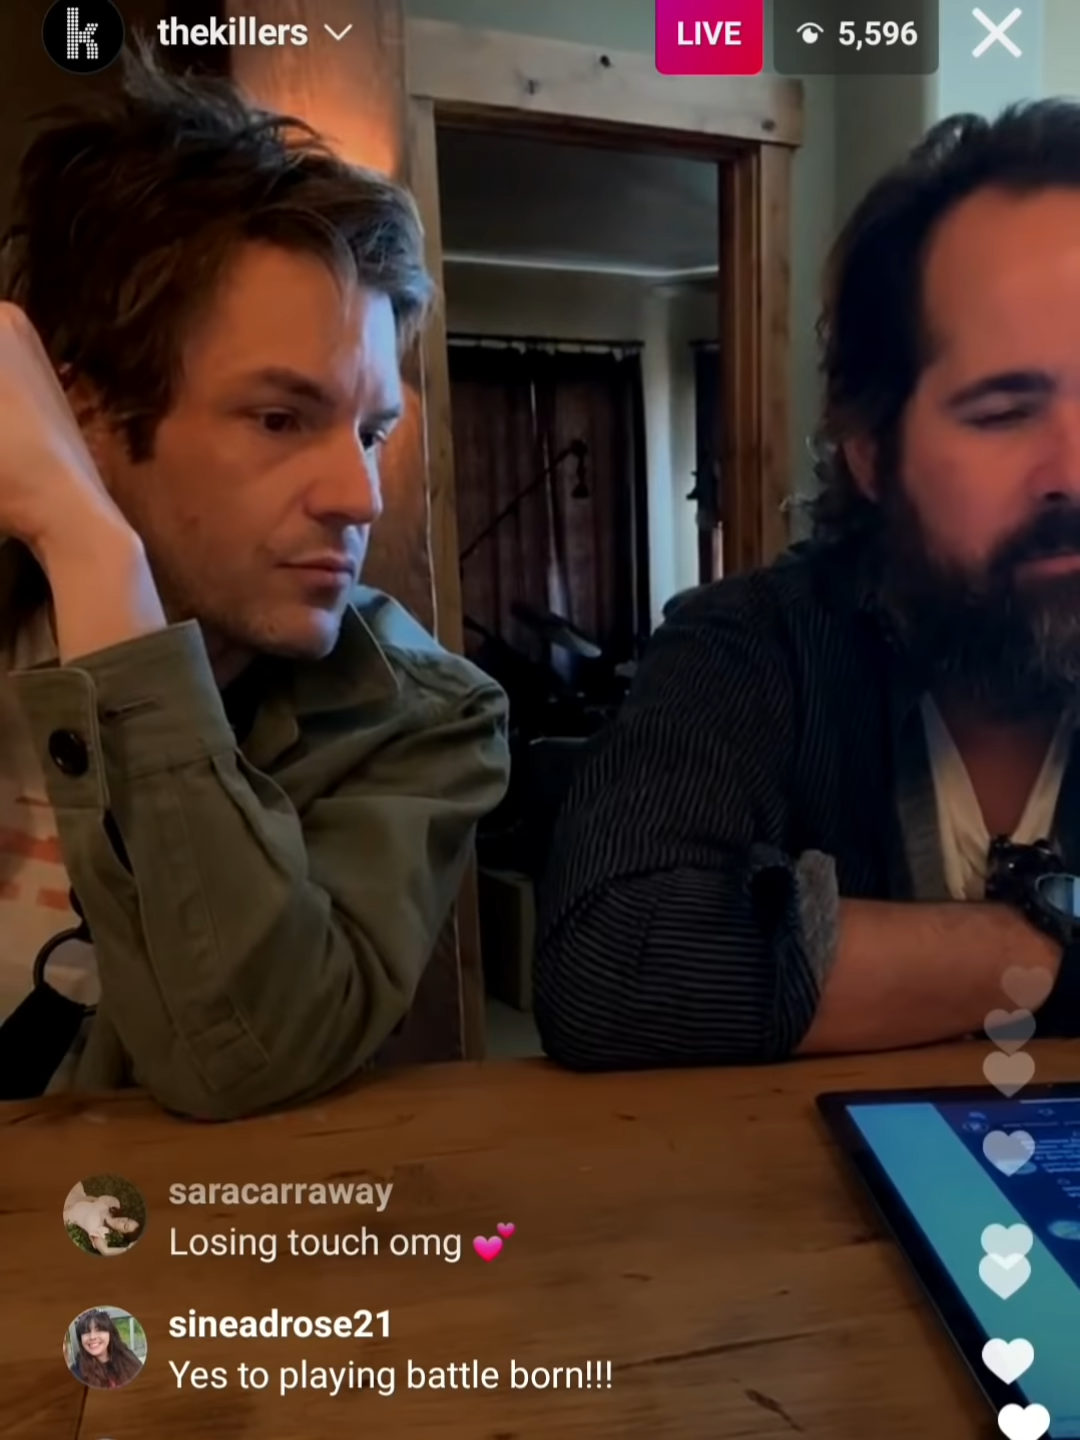 k
thekillers
LIVE
5,596
saracarraway
Losing touch omg 💕
sineadrose21
Yes to playing battle born!!!